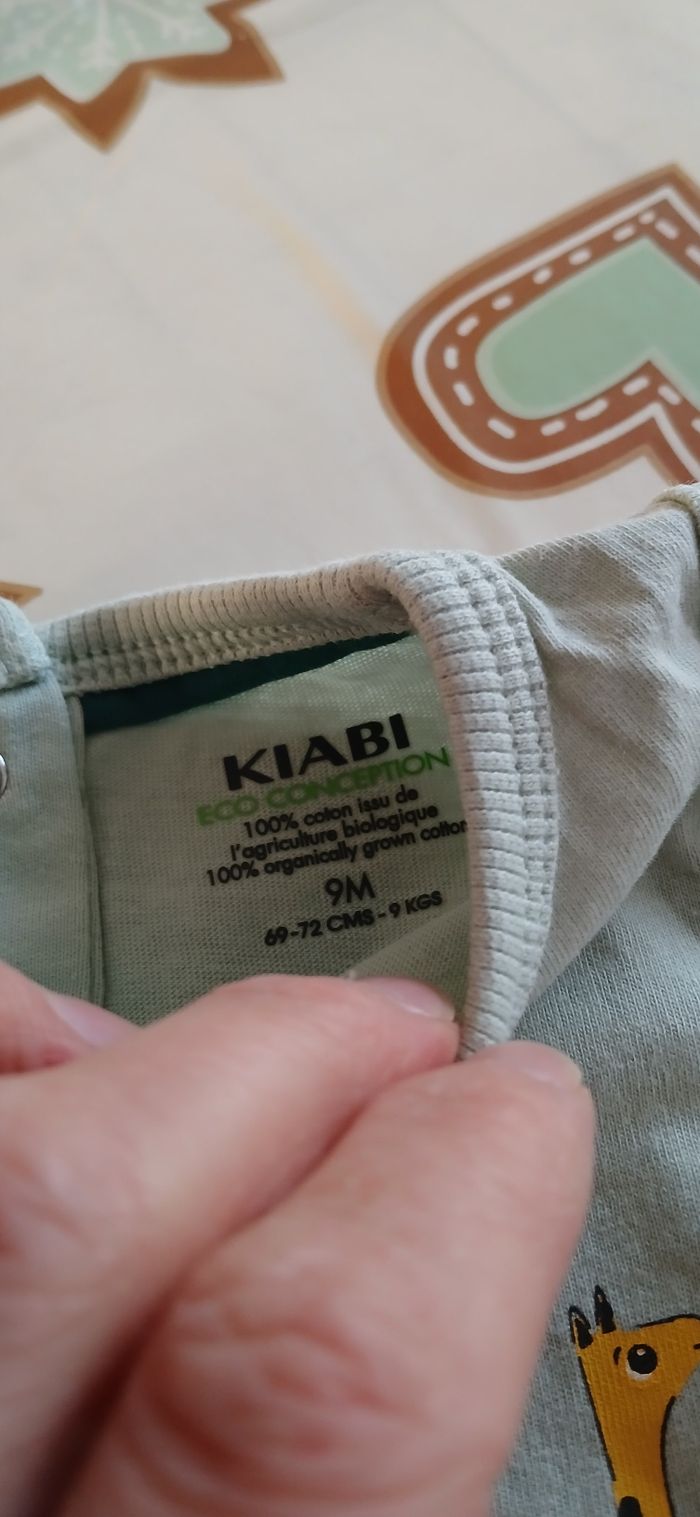 KIABI
ECO CONCEPTION
100% coton issu de
l'agriculture biologique
100% organically grown cotton
9M
69-72 CMS - 9 KGS